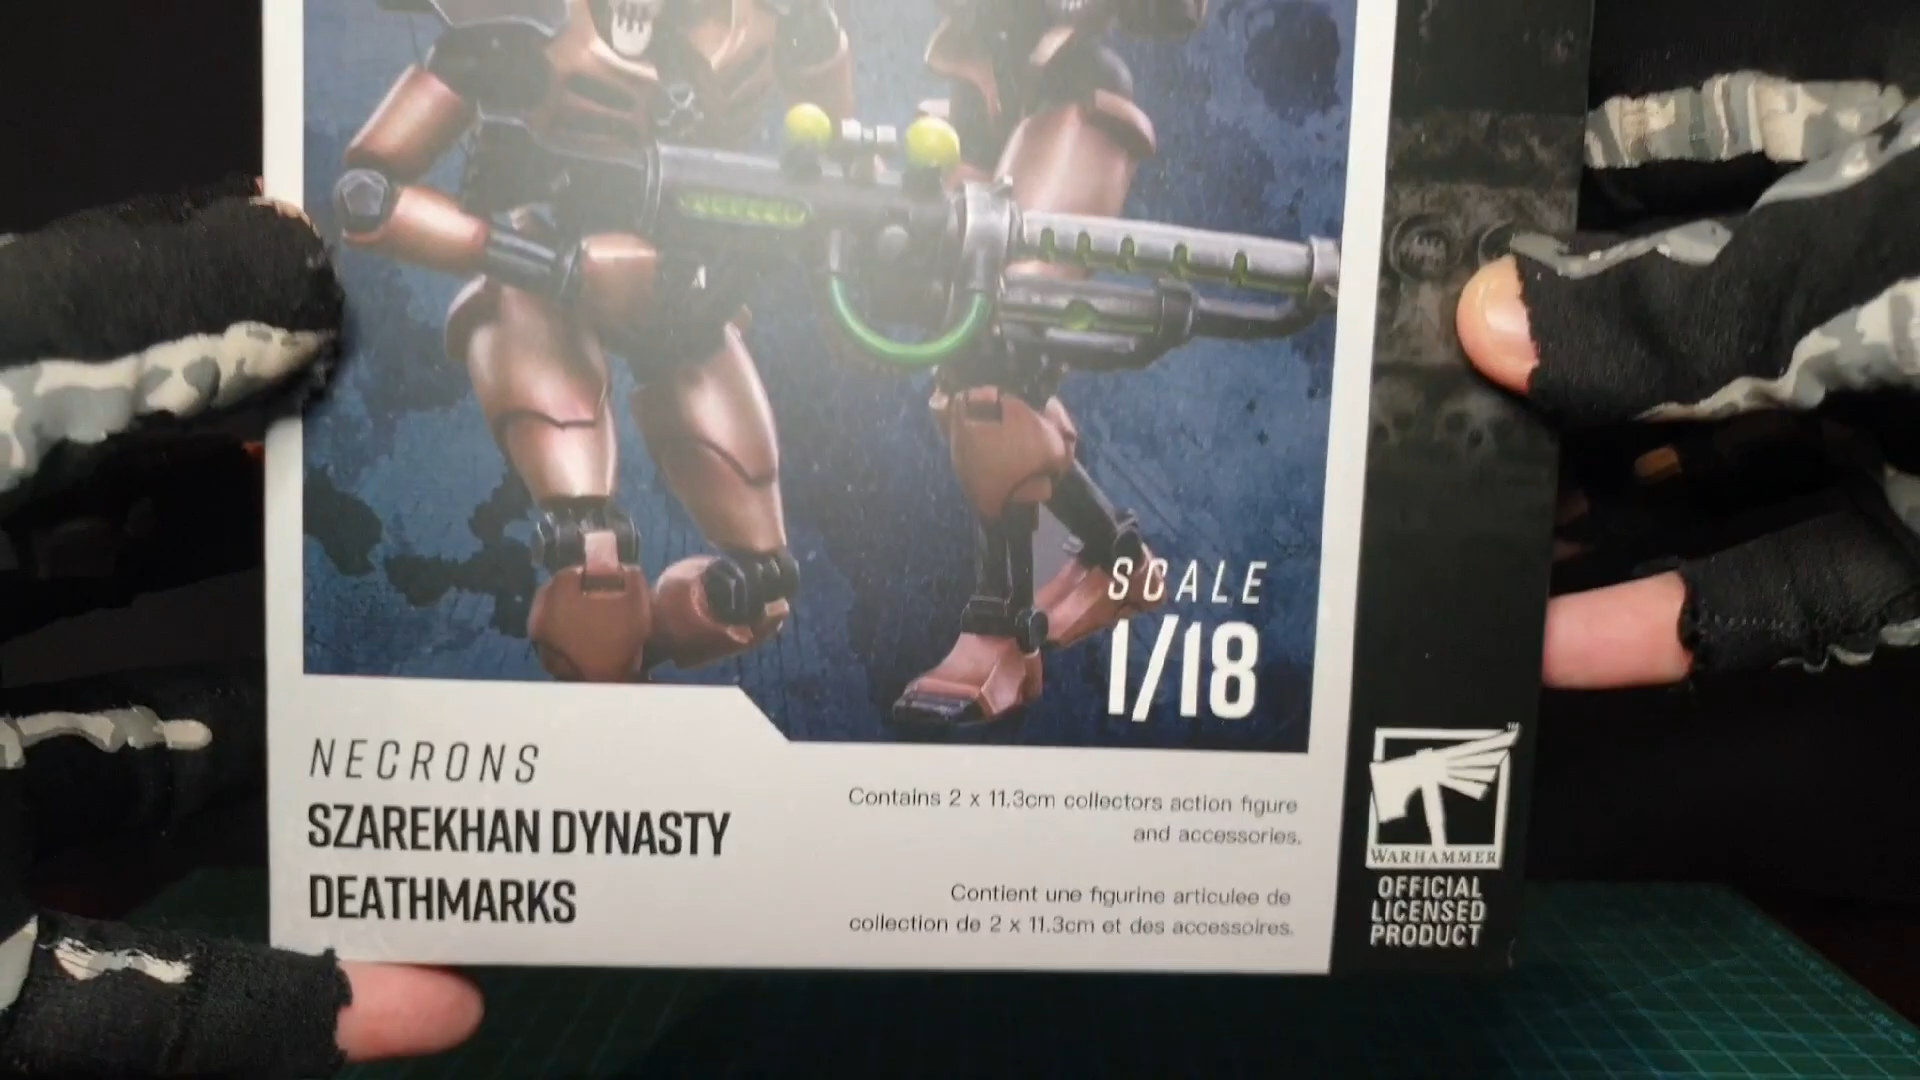 SCALE
1/18
NECRONS
SZAREKHAN DYNASTY
DEATHMARKS
Contains 2 x 11.3cm collectors action figure
and accessories.
Contient une figurine articulee de
collection de 2 x 11.3cm et des accessoires.
WARHAMMER
OFFICIAL
LICENSED
PRODUCT